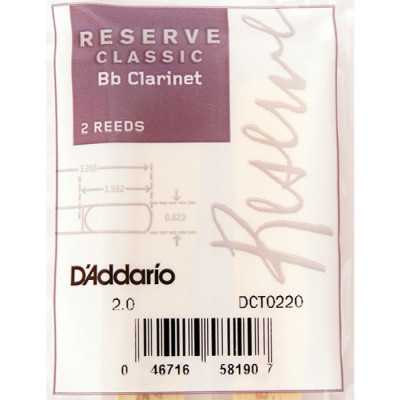 RESERVE
CLASSIC
Bb Clarinet
2 REEDS
3.265
1.582
0.623
Reserve
D'Addario
2.0 DCT0220
0 46716 58190 7